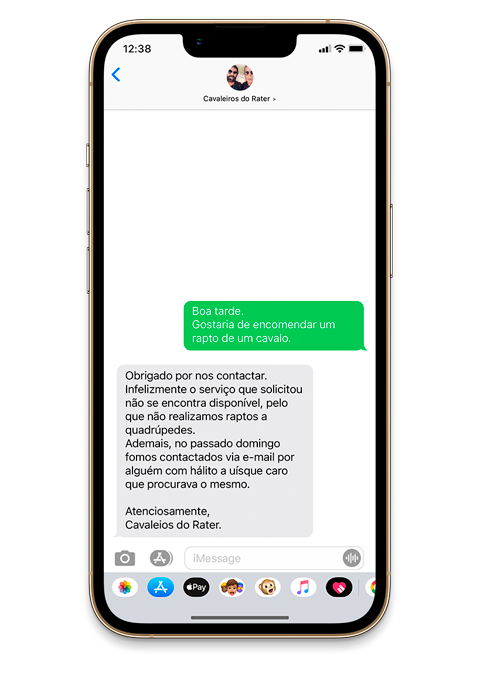 12:38
Cavaleiros do Rater >
Boa tarde.
Gostaria de encomendar um
rapto de um cavalo.
Obrigado por nos contactar.
Infelizmente o serviço que solicitou
não se encontra disponível, pelo
que não realizamos raptos a
quadrúpedes.
Ademais, no passado domingo
fomos contactados via e-mail por
alguém com hálito a uísque caro
que procurava o mesmo.
Atenciosamente,
Cavaleios do Rater.
iMessage
Pay